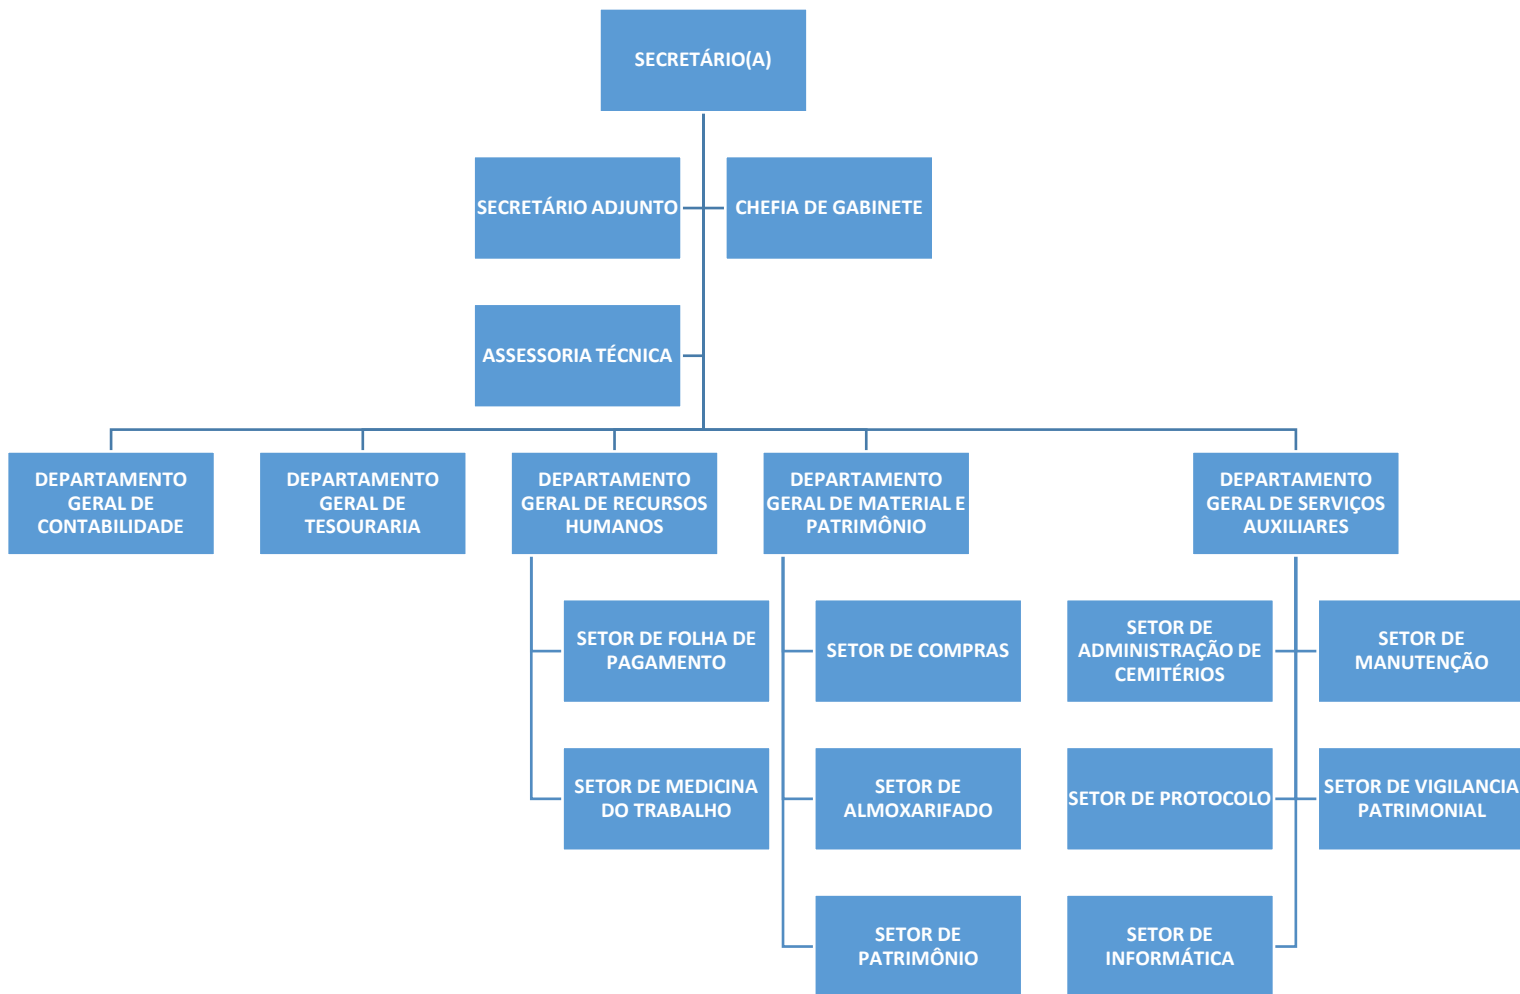 SECRETÁRIO(A)
SECRETÁRIO ADJUNTO
CHEFIA DE GABINETE
ASSESSORIA TÉCNICA
DEPARTAMENTO
GERAL DE
CONTABILIDADE
DEPARTAMENTO
GERAL DE
TESOURARIA
DEPARTAMENTO
GERAL DE RECURSOS
HUMANOS
DEPARTAMENTO
GERAL DE MATERIAL E
PATRIMÔNIO
DEPARTAMENTO
GERAL DE SERVIÇOS
AUXILIARES
SETOR DE FOLHA DE
PAGAMENTO
SETOR DE COMPRAS
SETOR DE
ADMINISTRAÇÃO DE
CEMITÉRIOS
SETOR DE
MANUTENÇÃO
SETOR DE MEDICINA
DO TRABALHO
SETOR DE
ALMOXARIFADO
SETOR DE PROTOCOLO
SETOR DE VIGILANCIA
PATRIMONIAL
SETOR DE
PATRIMÔNIO
SETOR DE
INFORMÁTICA